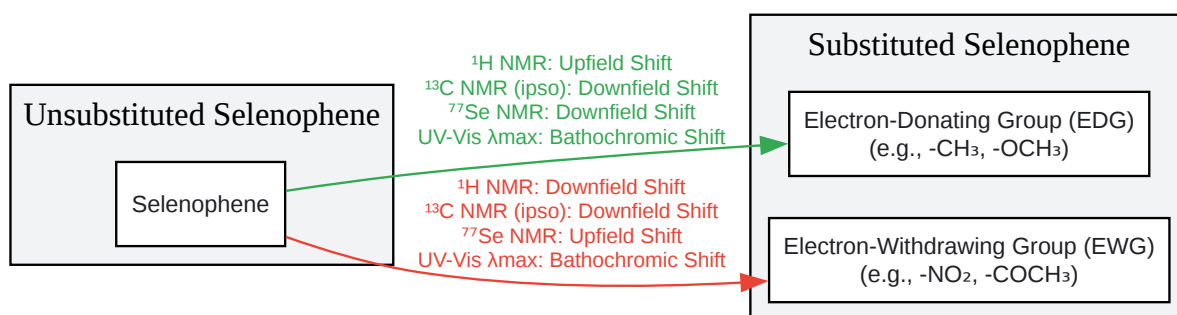 Unsubstituted Selenophene
Selenophene
¹H NMR: Upfield Shift
¹³C NMR (ipso): Downfield Shift
⁷⁷Se NMR: Downfield Shift
UV-Vis λmax: Bathochromic Shift
¹H NMR: Downfield Shift
¹³C NMR (ipso): Downfield Shift
⁷⁷Se NMR: Upfield Shift
UV-Vis λmax: Bathochromic Shift
Substituted Selenophene
Electron-Donating Group (EDG)
(e.g., -CH₃, -OCH₃)
Electron-Withdrawing Group (EWG)
(e.g., -NO₂, -COCH₃)